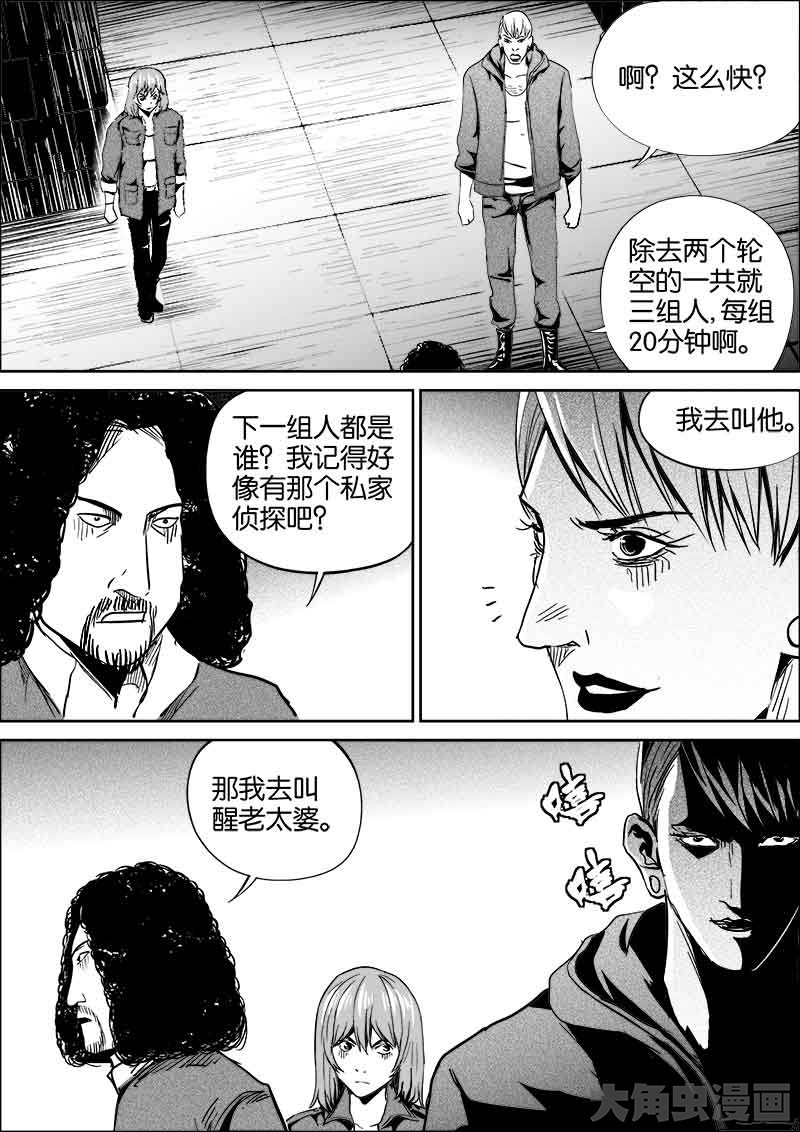 啊？这么快？
除去两个轮
空的一共就
三组人，每组
20分钟啊。
下一组人都是
谁？我记得好
像有那个私家
侦探吧？
我去叫他。
那我去叫
醒老太婆。
嘻
嘻
大角虫漫画